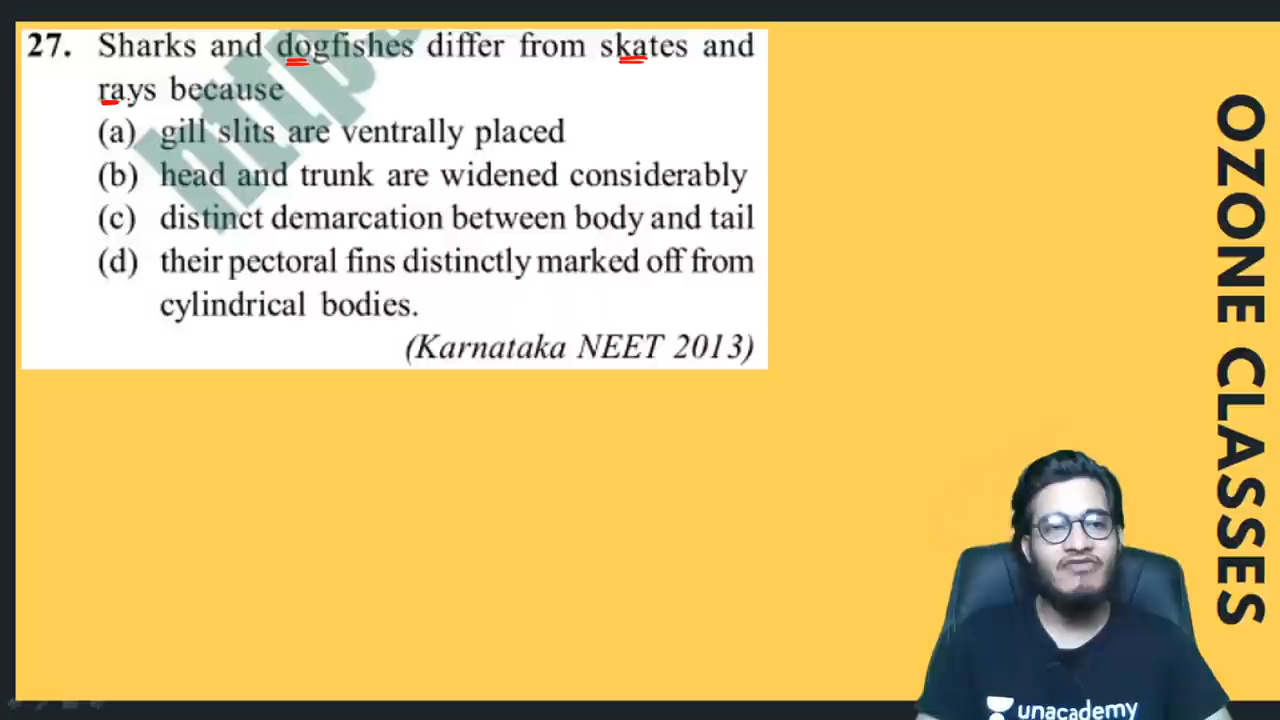 27. Sharks and dogfishes differ from skates and
rays because
(a) gill slits are ventrally placed
(b) head and trunk are widened considerably
(c) distinct demarcation between body and tail
(d) their pectoral fins distinctly marked off from
cylindrical bodies.
(Karnataka NEET 2013)
OZONE CLASSES
unacademy
https